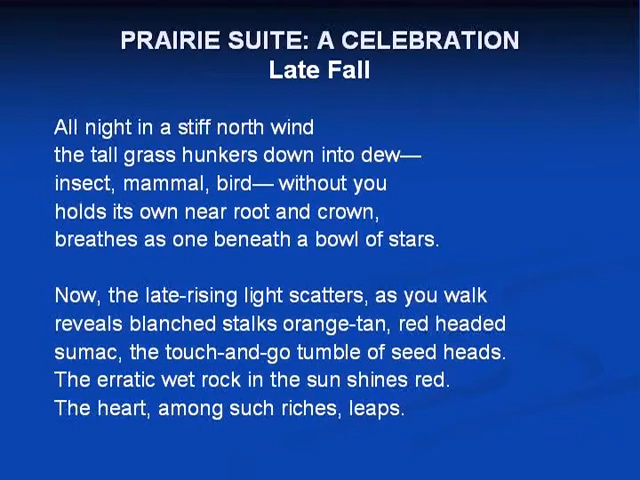 PRAIRIE SUITE: A CELEBRATION
Late Fall
All night in a stiff north wind
the tall grass hunkers down into dew—
insect, mammal, bird— without you
holds its own near root and crown,
breathes as one beneath a bowl of stars.
Now, the late-rising light scatters, as you walk
reveals blanched stalks orange-tan, red headed
sumac, the touch-and-go tumble of seed heads.
The erratic wet rock in the sun shines red.
The heart, among such riches, leaps.